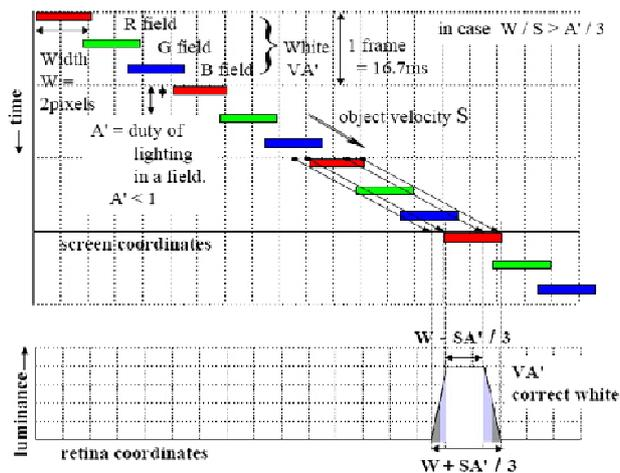 R field
G field
B field
White
VA'
1 frame
= 16.7ms
in case W / S > A' / 3
Width
W =
2pixels
A' = duty of
lighting
in a field.
A' < 1
object velocity S
time
screen coordinates
W - SA' / 3
VA'
correct white
luminance
retina coordinates
W + SA' / 3